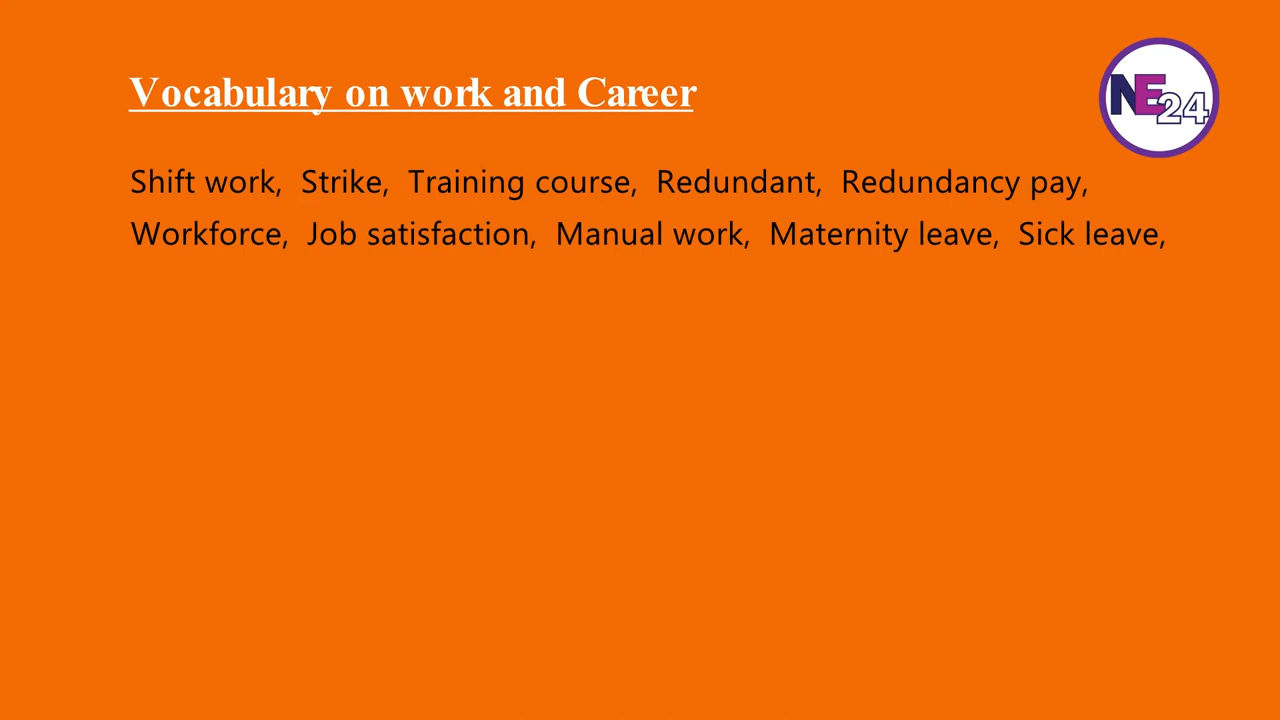 Vocabulary on work and Career
NE24
Shift work, Strike, Training course, Redundant, Redundancy pay,
Workforce, Job satisfaction, Manual work, Maternity leave, Sick leave,